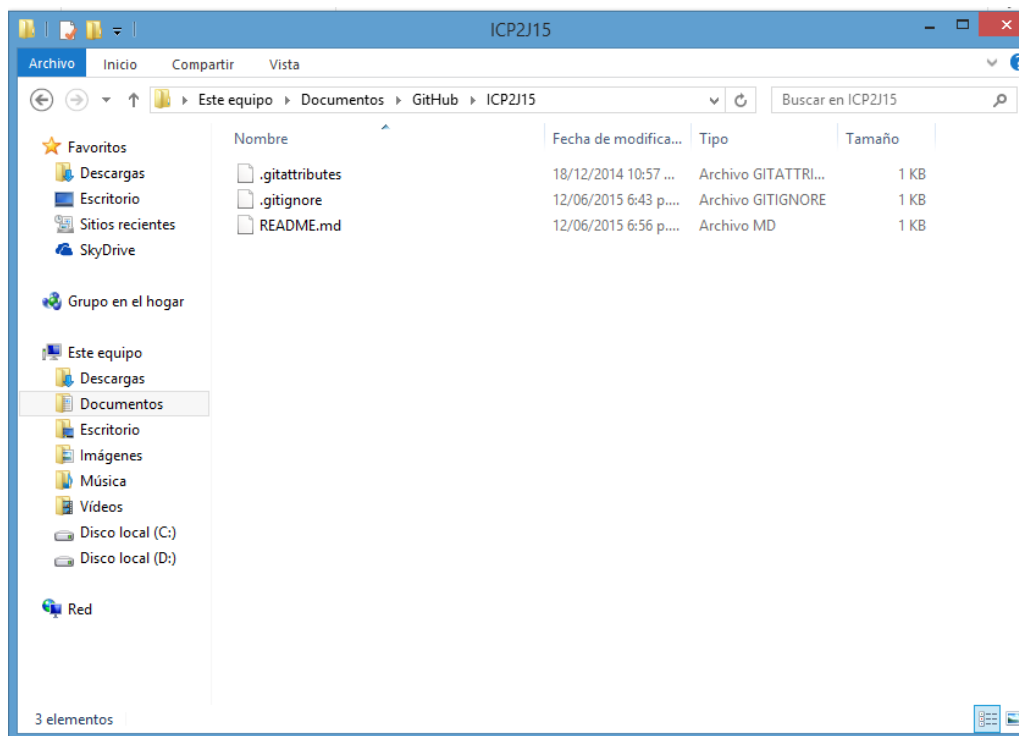 ICP2J15
Archivo Inicio Compartir Vista
Este equipo Documentos GitHub ICP2J15 Buscar en ICP2J15
Nombre Fecha de modifica... Tipo Tamaño
.gitattributes 18/12/2014 10:57 ... Archivo GITATTRI... 1 KB
.gitignore 12/06/2015 6:43 p.... Archivo GITIGNORE 1 KB
README.md 12/06/2015 6:56 p.... Archivo MD 1 KB
Favoritos
Descargas
Escritorio
Sitios recientes
SkyDrive
Grupo en el hogar
Este equipo
Descargas
Documentos
Escritorio
Imágenes
Música
Vídeos
Disco local (C:)
Disco local (D:)
Red
3 elementos